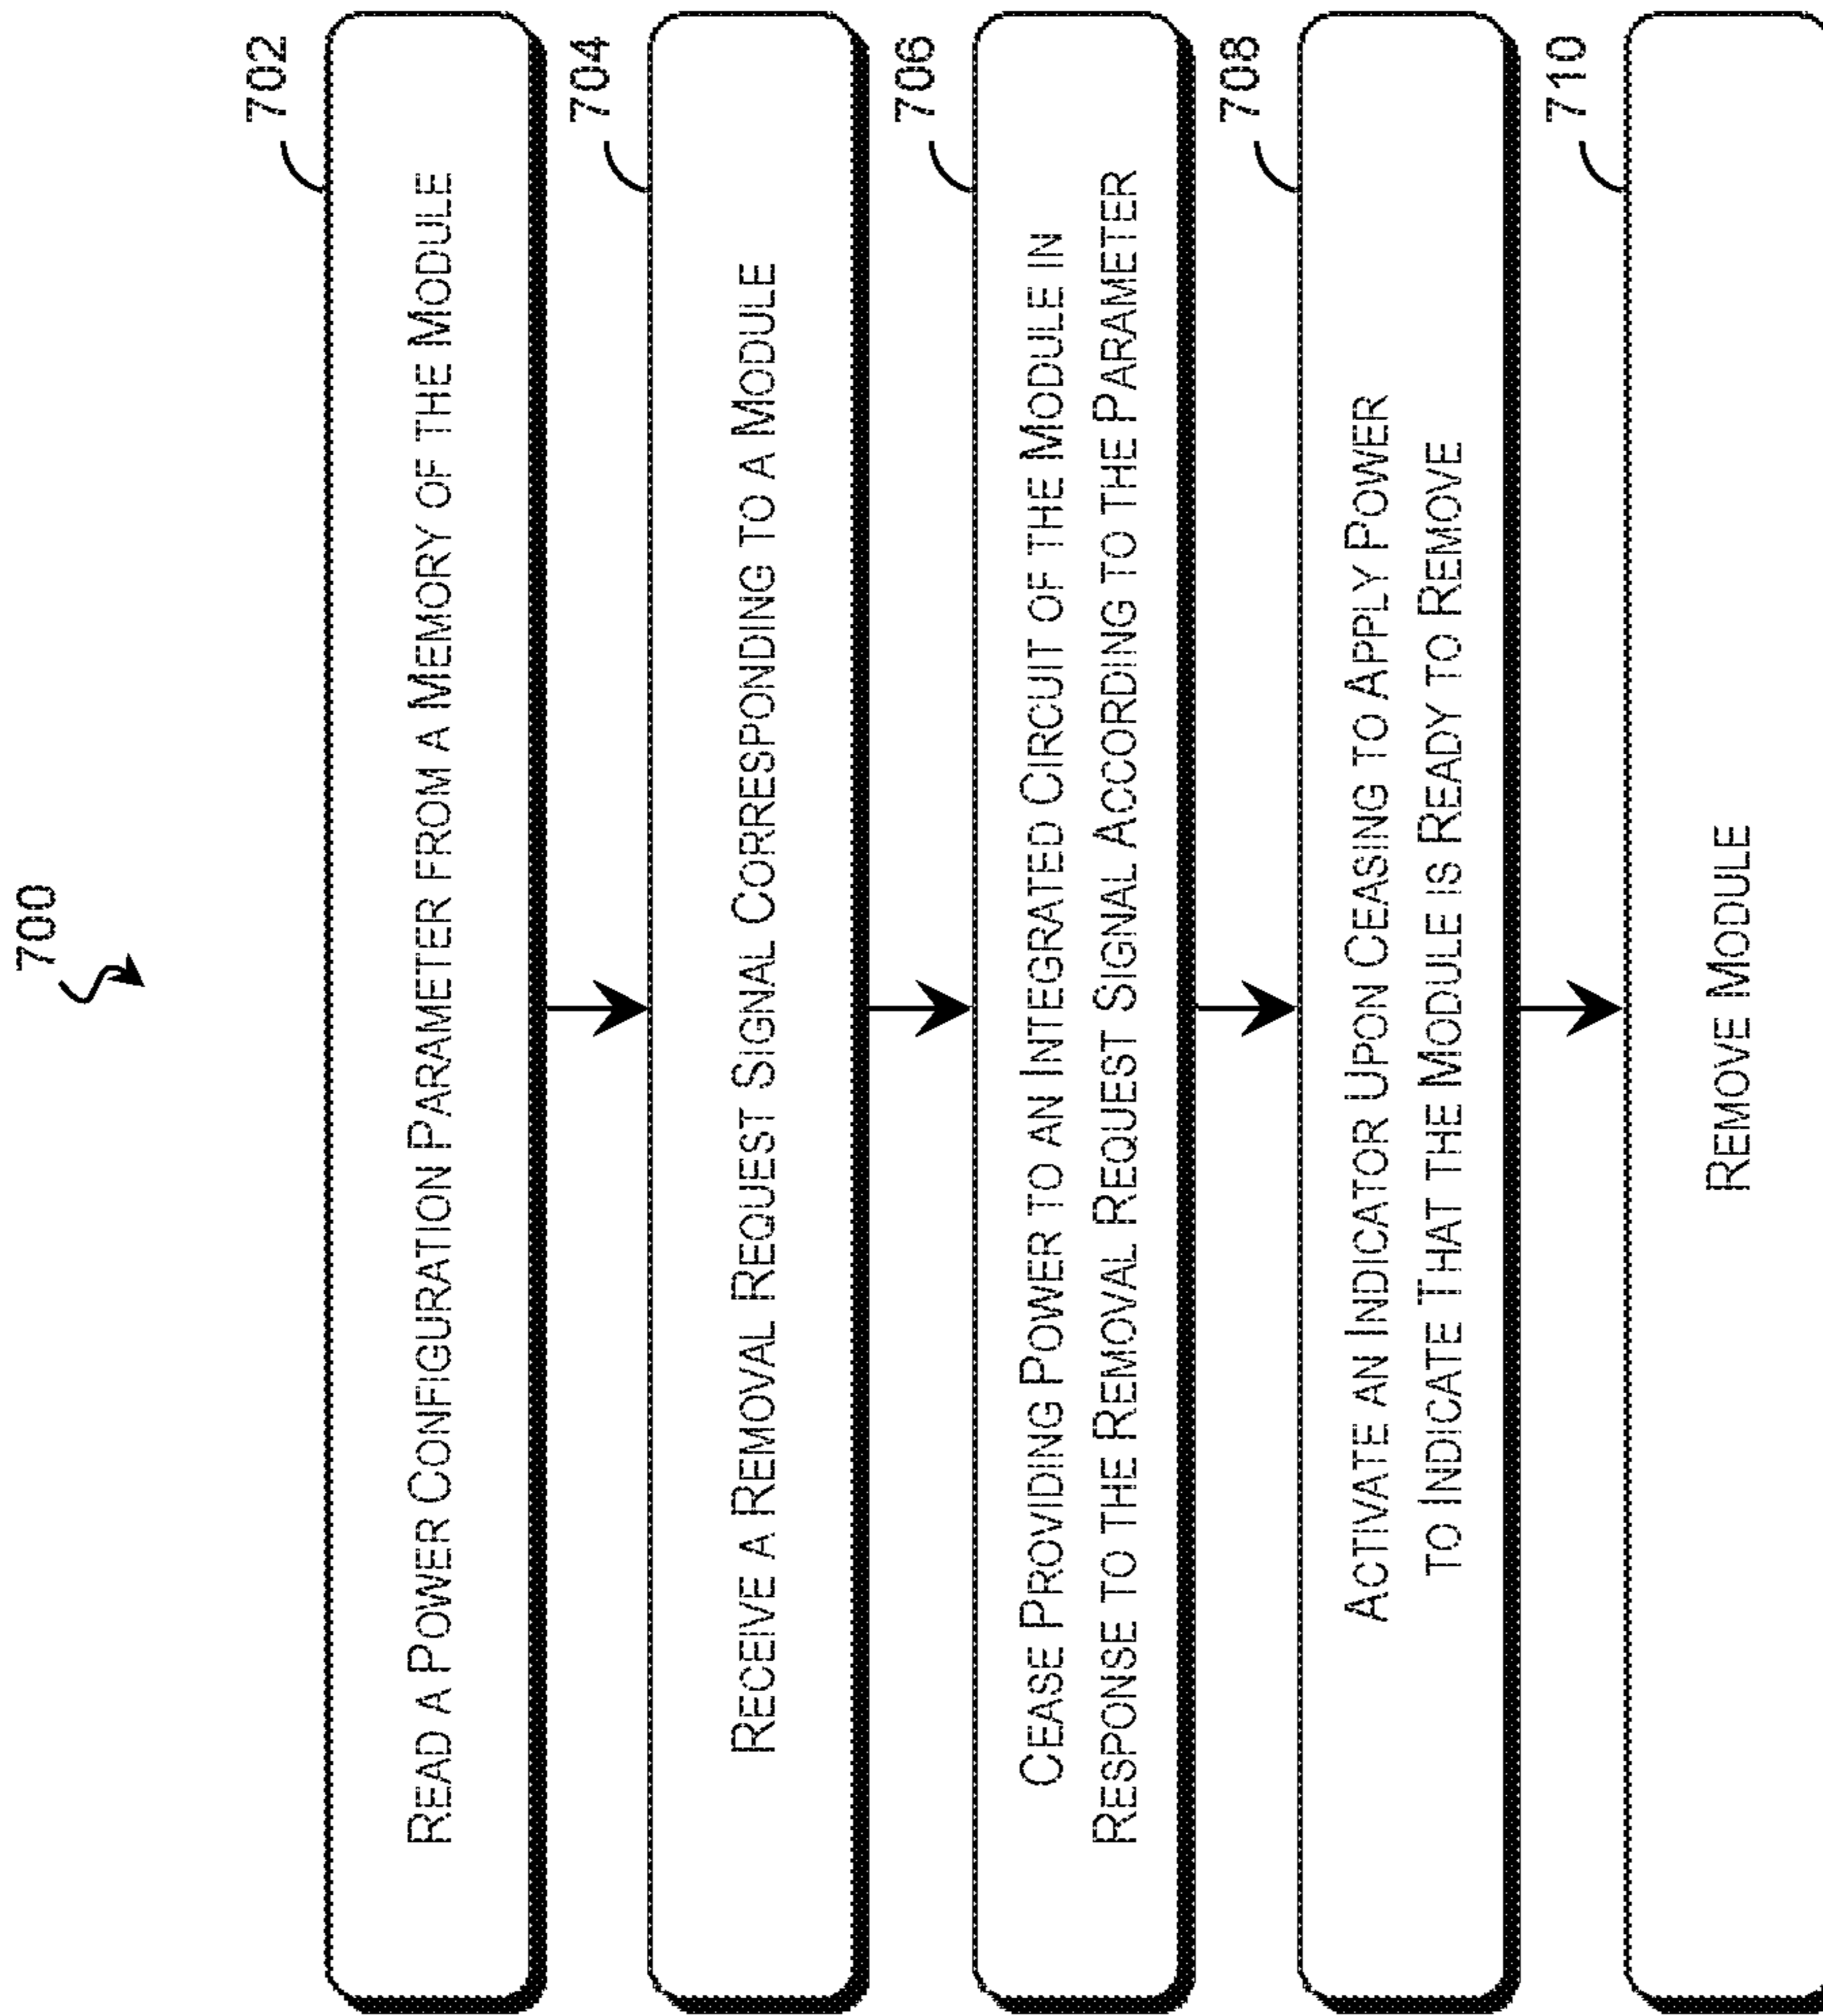 700
702
READ A POWER CONFIGURATION PARAMETER FROM A MEMORY OF THE MODULE
704
RECEIVE A REMOVAL REQUEST SIGNAL CORRESPONDING TO A MODULE
706
CEASE PROVIDING POWER TO AN INTEGRATED CIRCUIT OF THE MODULE IN
RESPONSE TO THE REMOVAL REQUEST SIGNAL ACCORDING TO THE PARAMETER
708
ACTIVATE AN INDICATOR UPON CEASING TO APPLY POWER
TO INDICATE THAT THE MODULE IS READY TO REMOVE
710
REMOVE MODULE